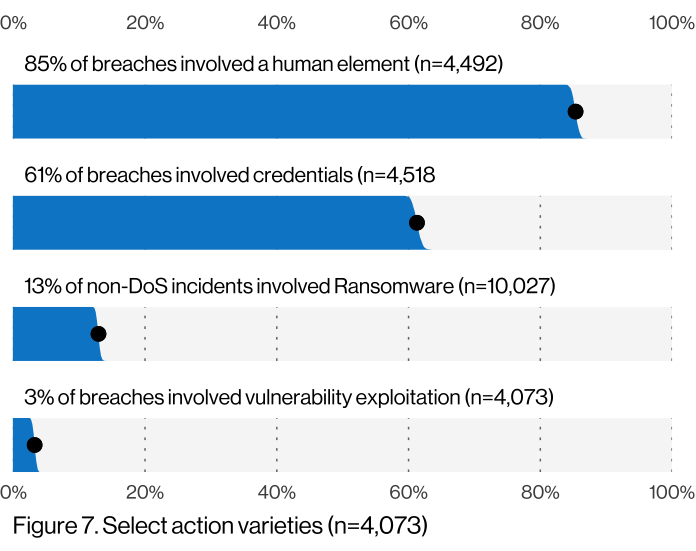 0% 20% 40% 60% 80% 100%
85% of breaches involved a human element (n=4,492)
61% of breaches involved credentials (n=4,518
13% of non-DoS incidents involved Ransomware (n=10,027)
3% of breaches involved vulnerability exploitation (n=4,073)
0% 20% 40% 60% 80% 100%
Figure 7. Select action varieties (n=4,073)